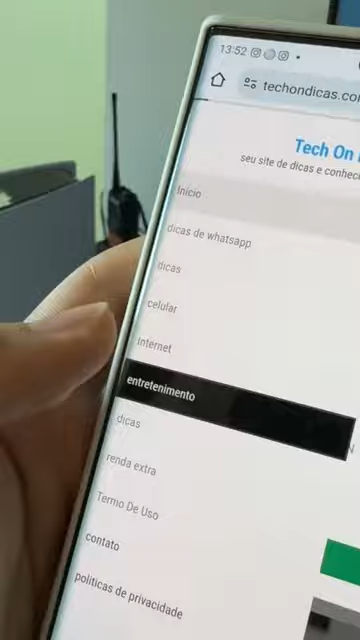 13:52
techondicas.co
Tech On
seu site de dicas e conhec
Início
dicas de whatsapp
dicas
celular
internet
entretenimento
dicas
renda extra
Termo De Uso
contato
políticas de privacidade